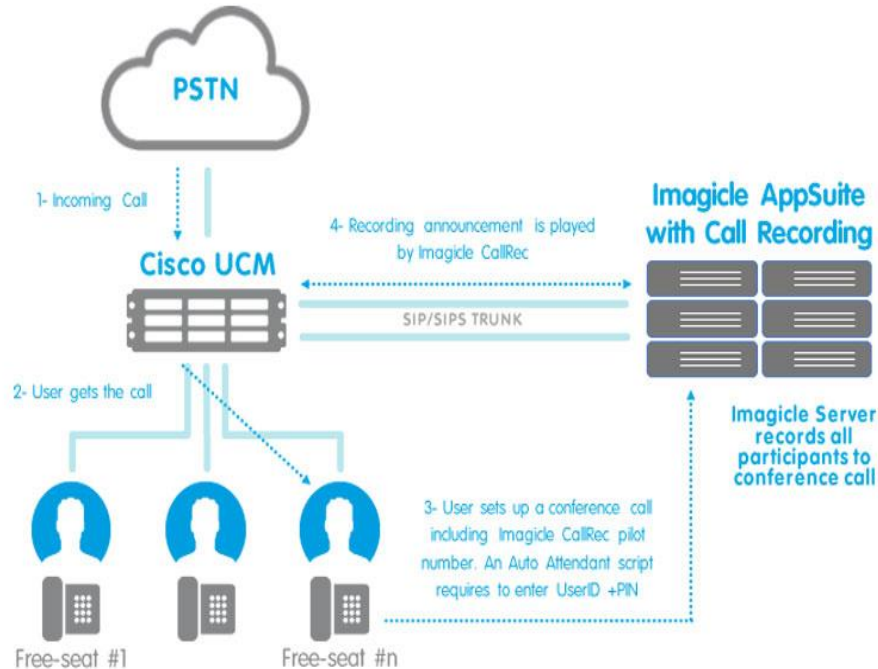 PSTN
1- Incoming Call
Cisco UCM
4- Recording announcement is played
by Imagicle CallRec
SIP/SIPS TRUNK
Imagicle AppSuite
with Call Recording
2- User gets the call
Imagicle Server
records all
participants to
conference call
3- User sets up a conference call
including Imagicle CallRec pilot
number. An Auto Attendant script
requires to enter UserID +PIN
Free-seat #1
Free-seat #n